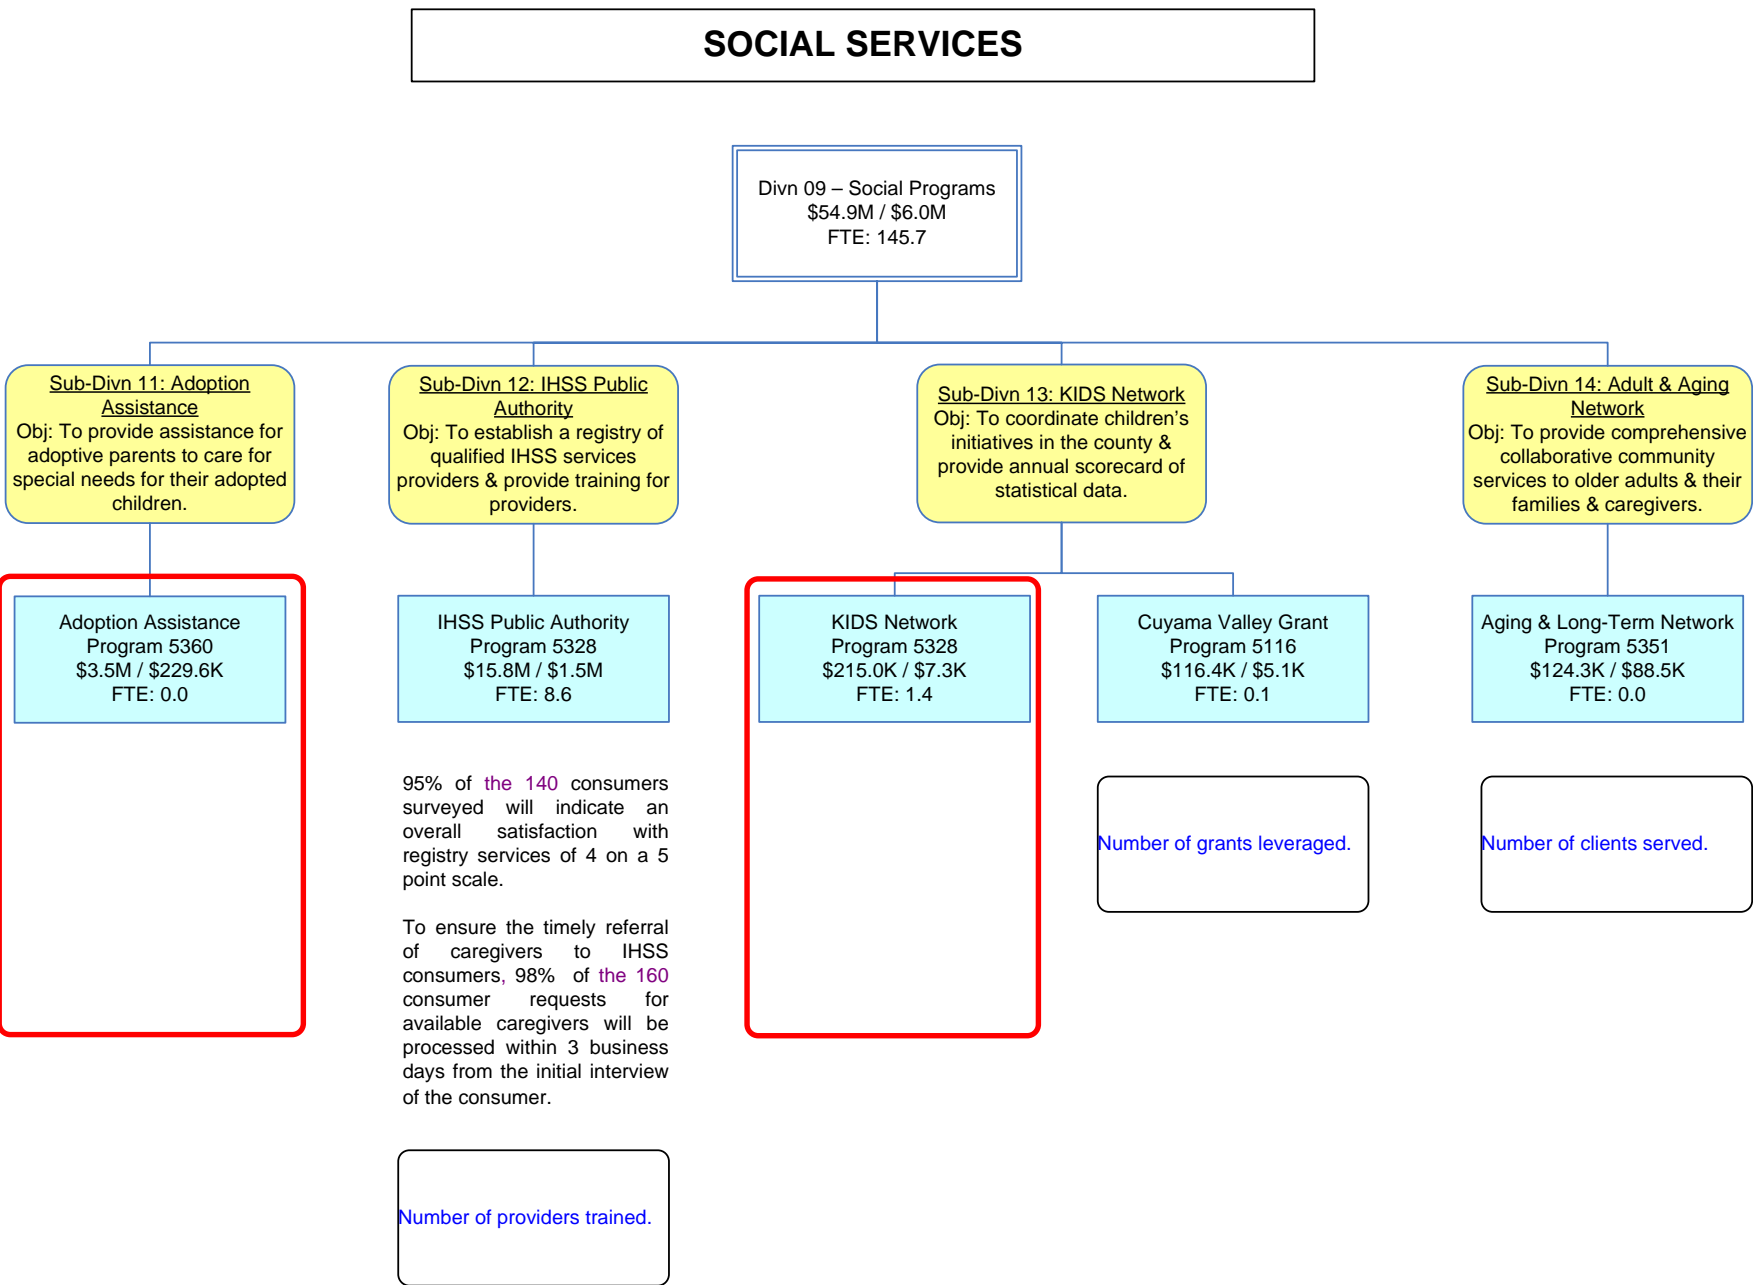 SOCIAL SERVICES
Divn 09 – Social Programs
$54.9M / $6.0M
FTE: 145.7
Sub-Divn 11: Adoption
Assistance
Obj: To provide assistance for
adoptive parents to care for
special needs for their adopted
children.
Sub-Divn 12: IHSS Public
Authority
Obj: To establish a registry of
qualified IHSS services
providers & provide training for
providers.
Sub-Divn 13: KIDS Network
Obj: To coordinate children’s
initiatives in the county &
provide annual scorecard of
statistical data.
Sub-Divn 14: Adult & Aging
Network
Obj: To provide comprehensive
collaborative community
services to older adults & their
families & caregivers.
Adoption Assistance
Program 5360
$3.5M / $229.6K
FTE: 0.0
IHSS Public Authority
Program 5328
$15.8M / $1.5M
FTE: 8.6
KIDS Network
Program 5328
$215.0K / $7.3K
FTE: 1.4
Cuyama Valley Grant
Program 5116
$116.4K / $5.1K
FTE: 0.1
Aging & Long-Term Network
Program 5351
$124.3K / $88.5K
FTE: 0.0
95% of the 140 consumers
surveyed will indicate an
overall satisfaction with
registry services of 4 on a 5
point scale.
To ensure the timely referral
of caregivers to IHSS
consumers, 98% of the 160
consumer requests for
available caregivers will be
processed within 3 business
days from the initial interview
of the consumer.
Number of providers trained.
Number of grants leveraged.
Number of clients served.